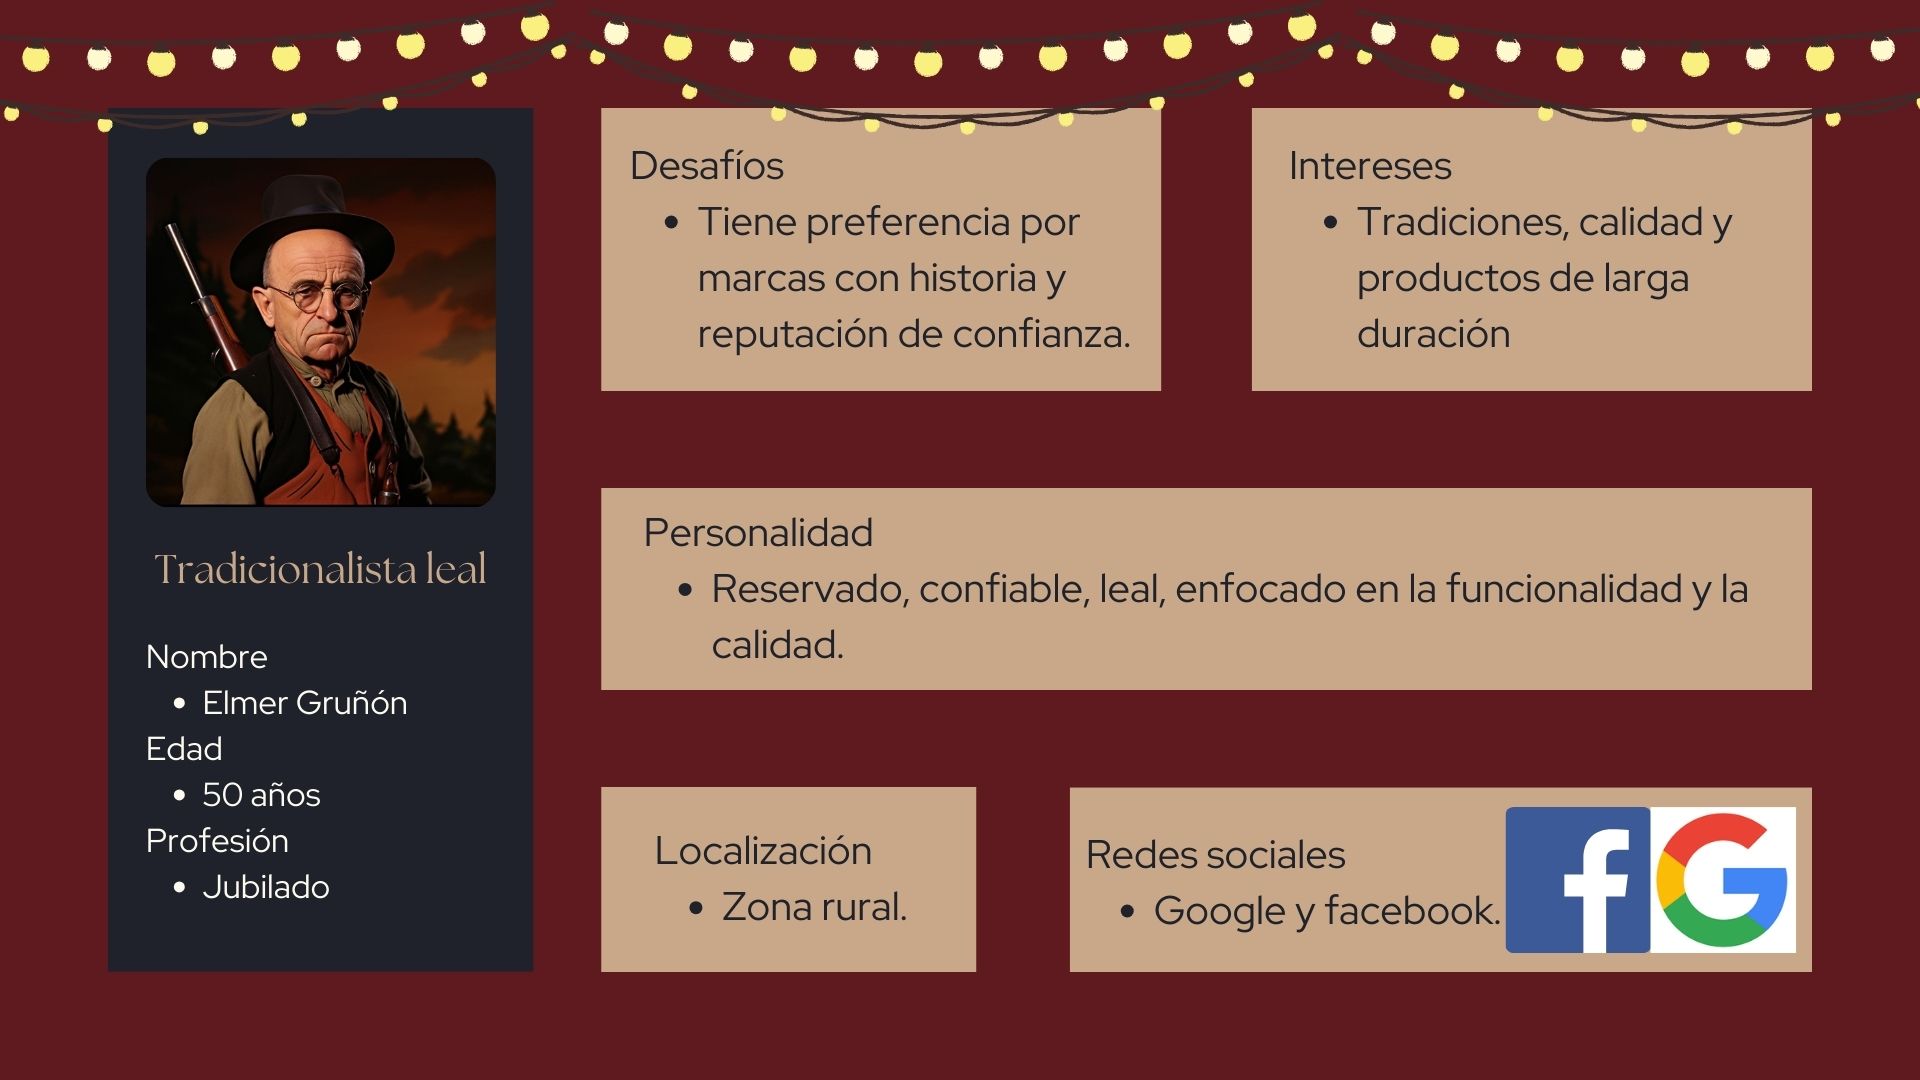 Tradicionalista leal
Nombre
• Elmer Gruñón
Edad
• 50 años
Profesión
• Jubilado
Desafíos
• Tiene preferencia por
marcas con historia y
reputación de confianza.
Intereses
• Tradiciones, calidad y
productos de larga
duración
Personalidad
• Reservado, confiable, leal, enfocado en la funcionalidad y la
calidad.
Localización
• Zona rural.
Redes sociales
• Google y facebook.